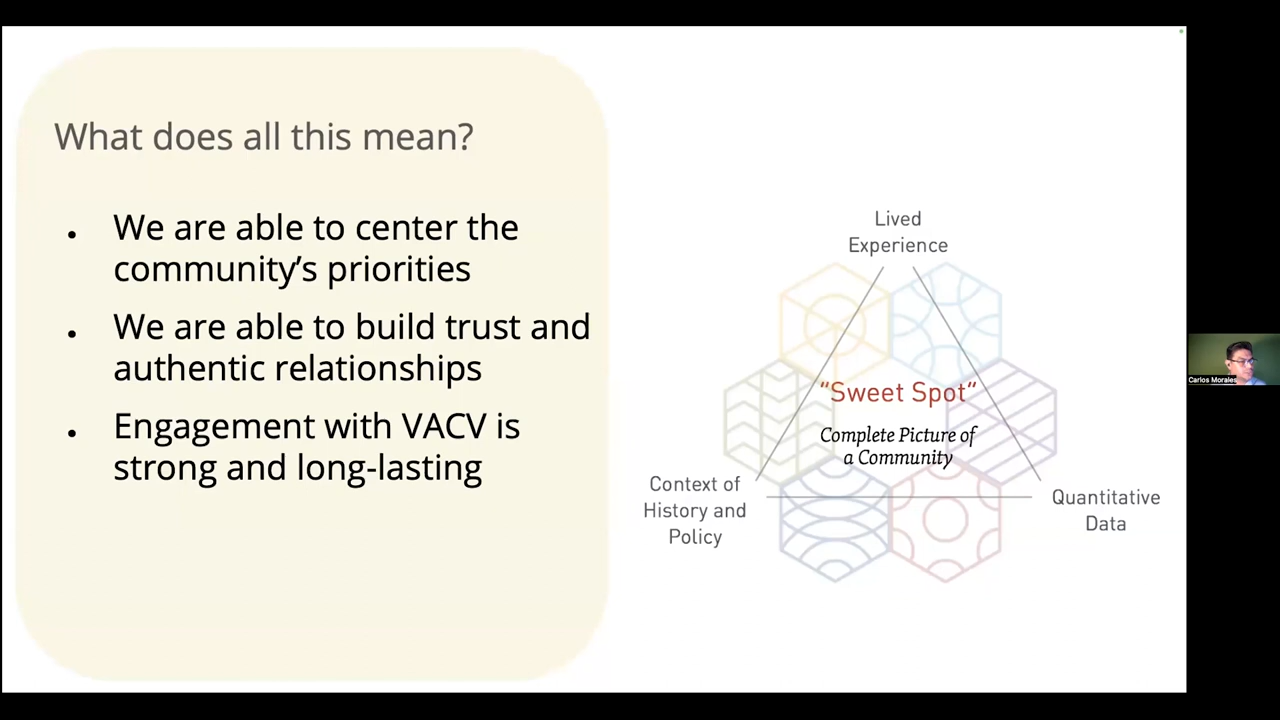 What does all this mean?
• We are able to center the
community’s priorities
• We are able to build trust and
authentic relationships
• Engagement with VACV is
strong and long-lasting
Lived
Experience
“Sweet Spot“
Complete Picture of
a Community
Context of
History and
Policy
Quantitative
Data
Carlos Morales